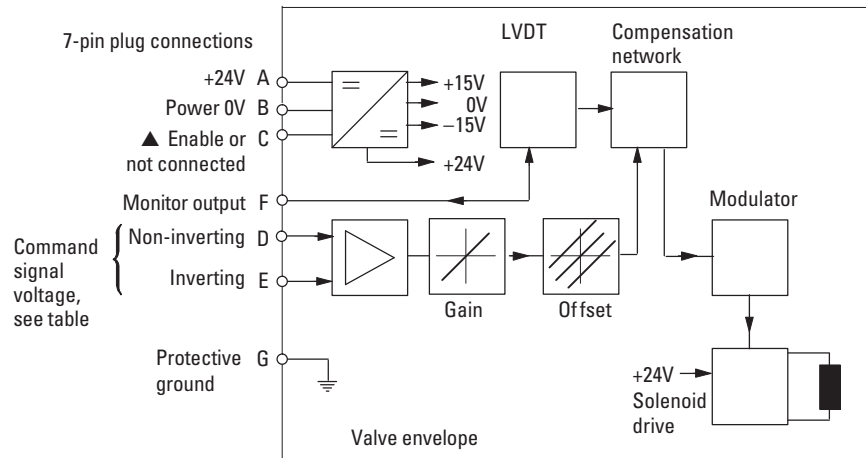 7-pin plug connections
+24V A
Power 0V B
▲ Enable or C
not connected
Monitor output F
Command
signal
voltage,
see table
Non-inverting D
Inverting E
Protective G
ground
+15V
0V
–15V
+24V
LVDT
Compensation
network
Gain
Offset
Modulator
+24V
Solenoid
drive
Valve envelope